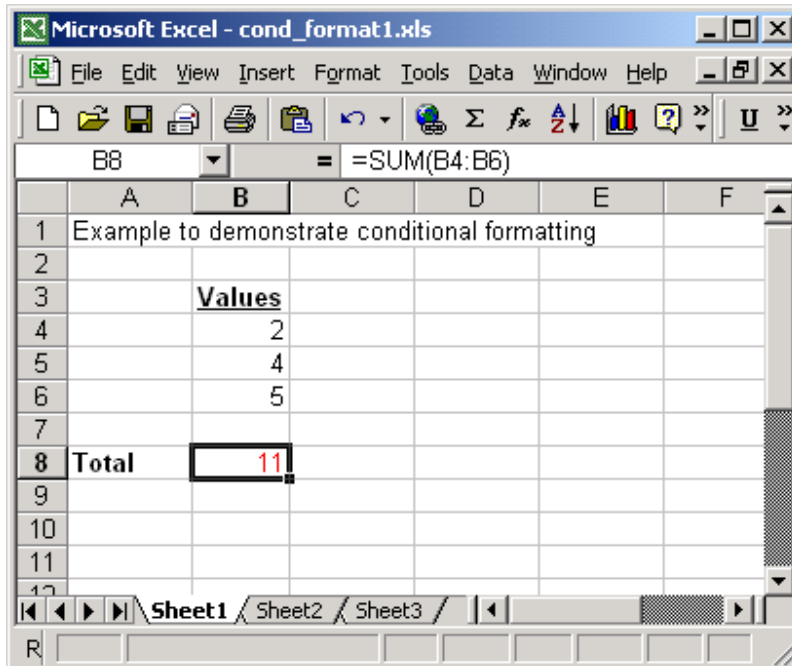 Microsoft Excel - cond_format1.xls
File Edit View Insert Format Tools Data Window Help
Σ fx A Z ? » U »
B8 = =SUM(B4:B6)
A B C D E F
1 Example to demonstrate conditional formatting
2
3 Values
4 2
5 4
6 5
7
8 Total 11
9
10
11
12
Sheet1 Sheet2 Sheet3
R